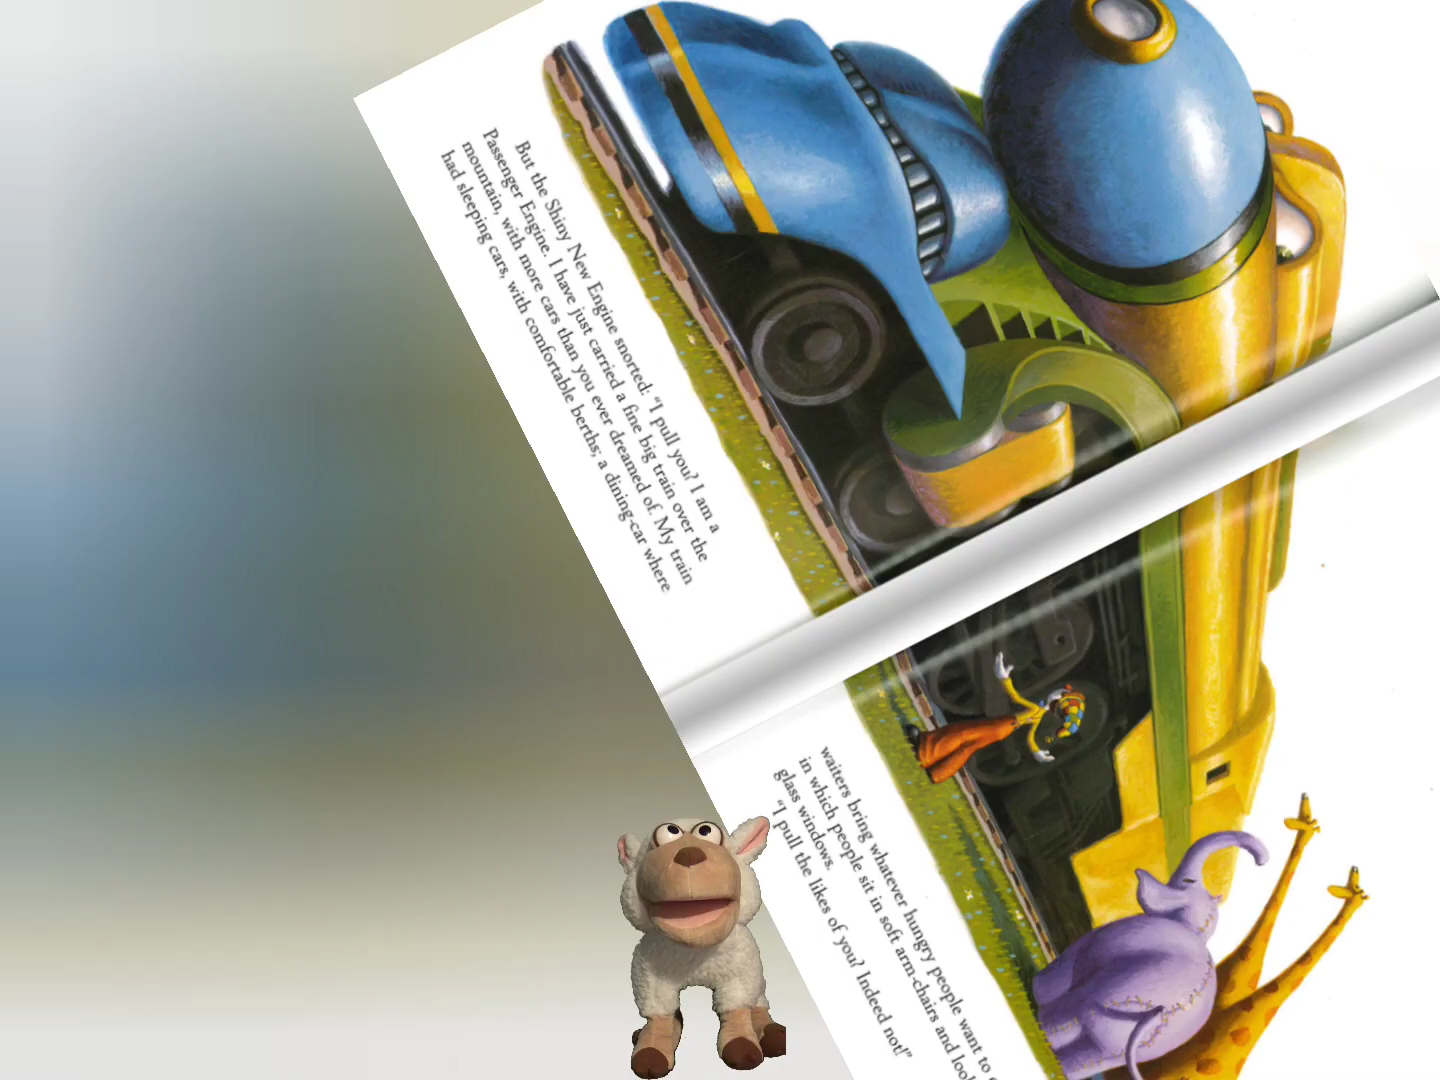 But the Shiny New Engine snorted: “I pull you? I am a
Passenger Engine. I have just carried a fine big train over the
mountain, with more cars than you ever dreamed of. My train
had sleeping cars, with comfortable berths; a dining-car where
waiters bring whatever hungry people want to
in which people sit in soft arm-chairs and
glass windows.
“I pull the likes of you? Indeed not!”